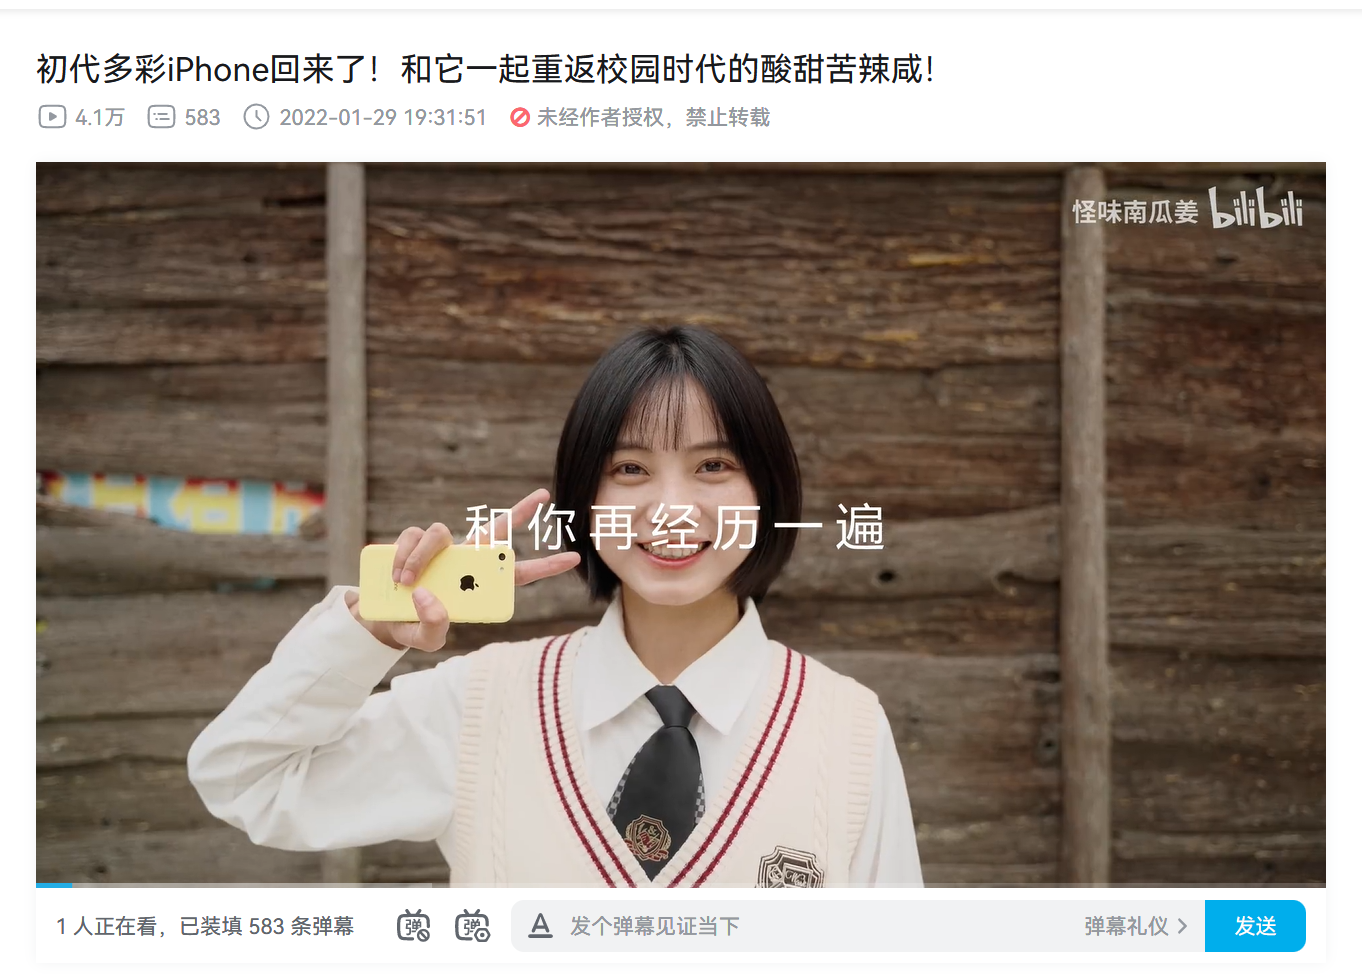 初代多彩iPhone回来了！和它一起重返校园时代的酸甜苦辣咸！
4.1万 583 2022-01-29 19:31:51 未经作者授权，禁止转载
怪味南瓜姜 bilibili
和你再经历一遍
1 人正在看，已装填 583 条弹幕 弹 弹 A 发个弹幕见证当下 弹幕礼仪 发送